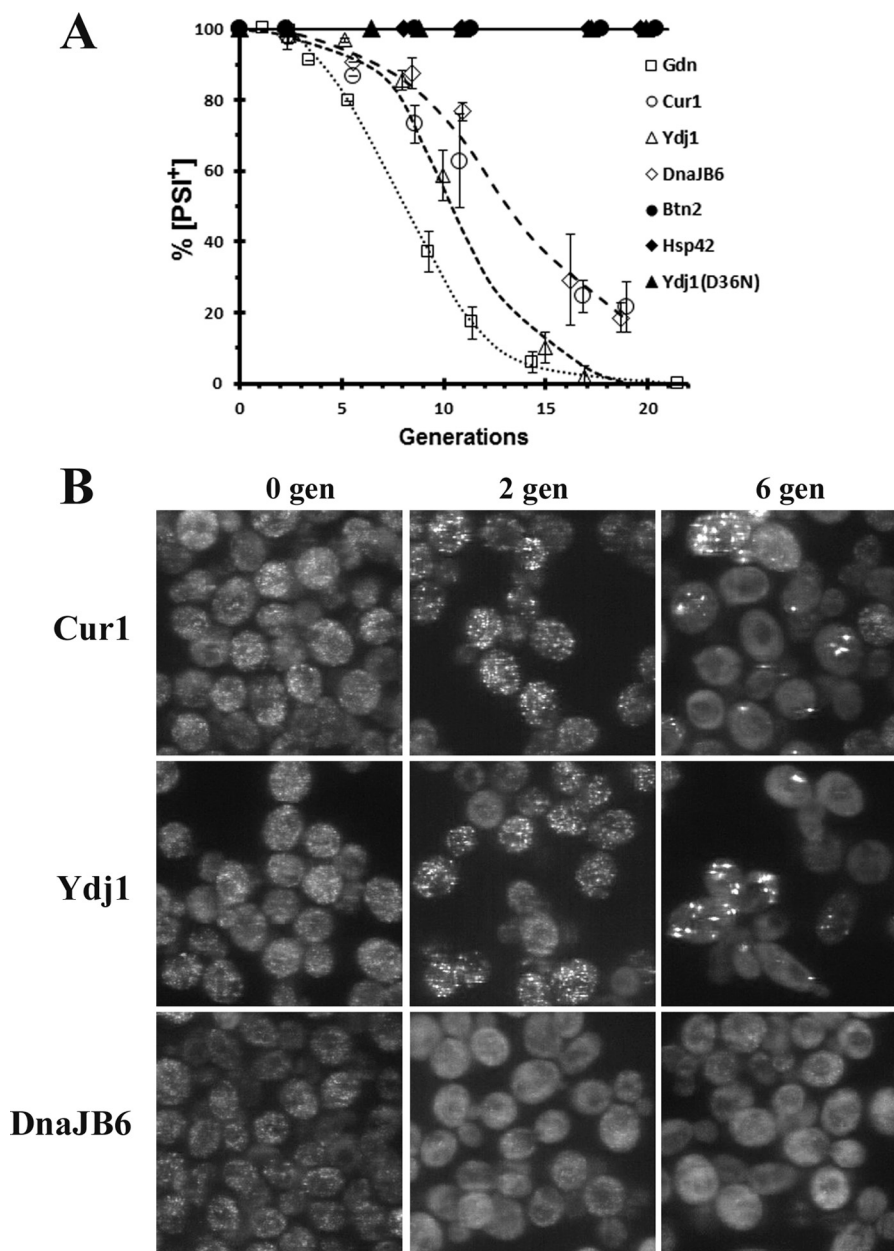 A
% [PSI⁺]
100
80
60
40
20
0
0 5 10 15 20
Generations
Gdn
Cur1
Ydj1
DnaJB6
Btn2
Hsp42
Ydj1(D36N)
B
0 gen 2 gen 6 gen
Cur1
Ydj1
DnaJB6